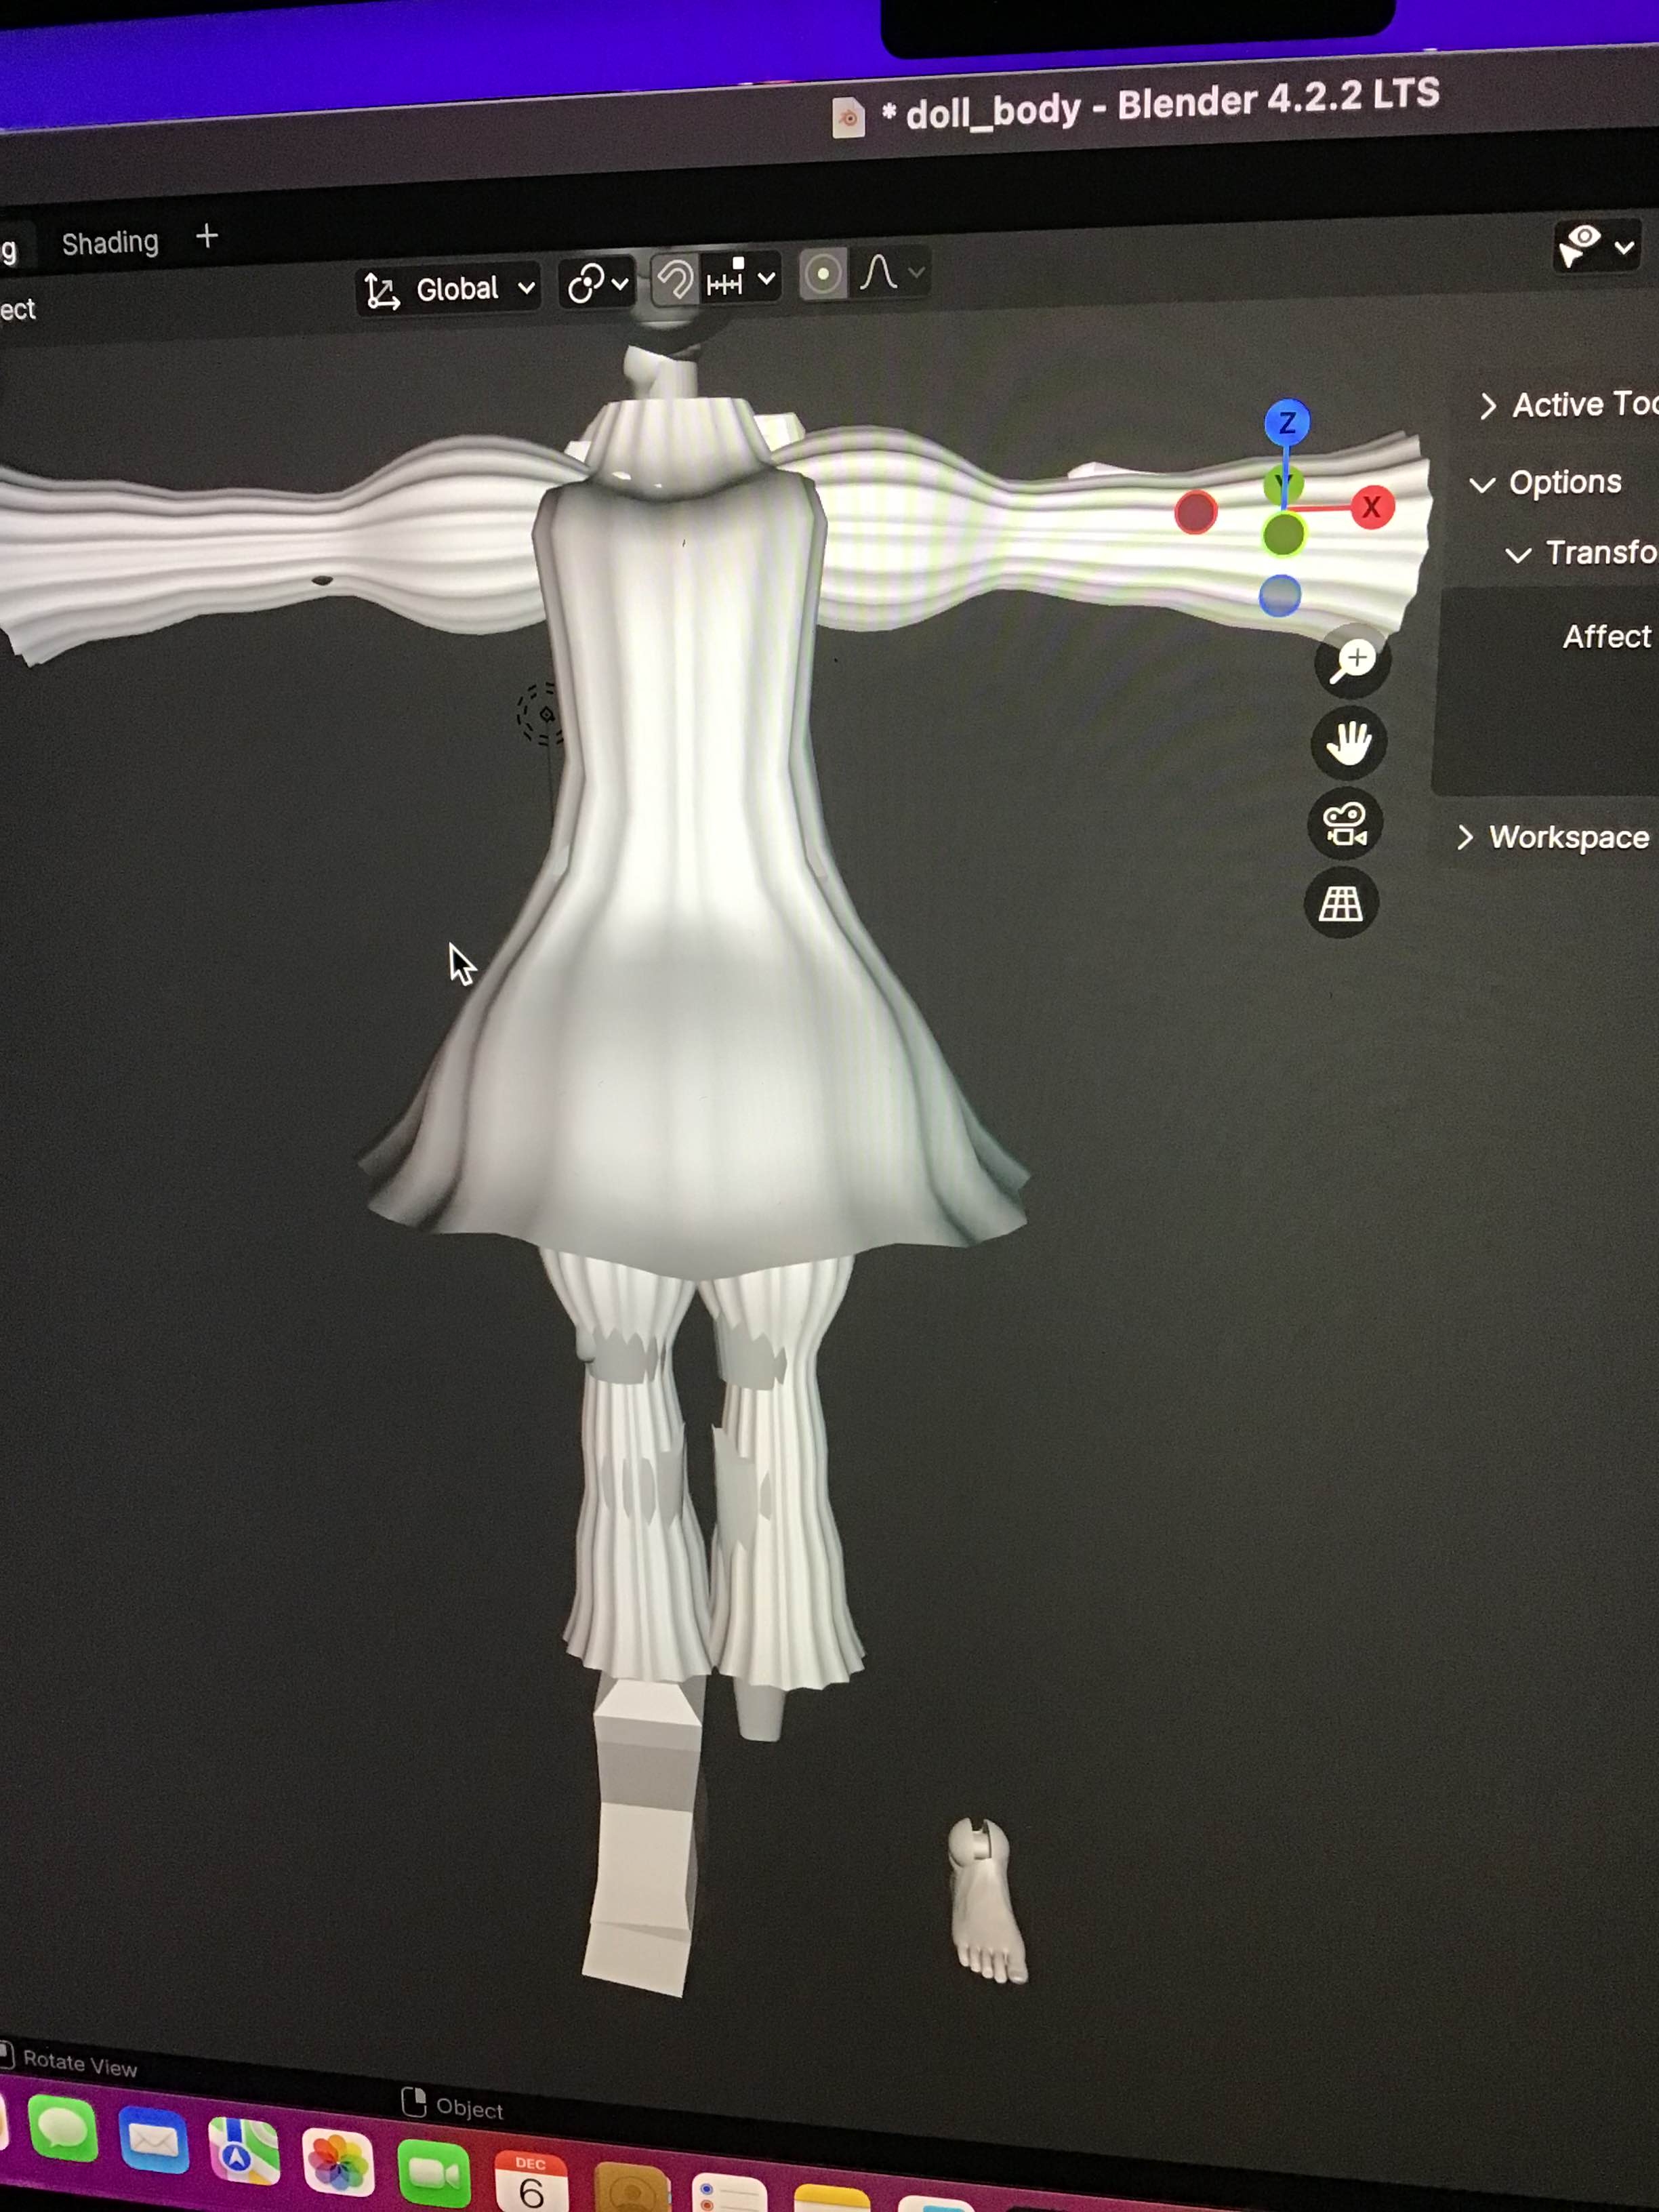 * doll_body - Blender 4.2.2 LTS
g Shading +
ect
Global
Active Too
Options
Transfo
Affect
Workspace
Z
Y
X
Rotate View
Object
DEC
6